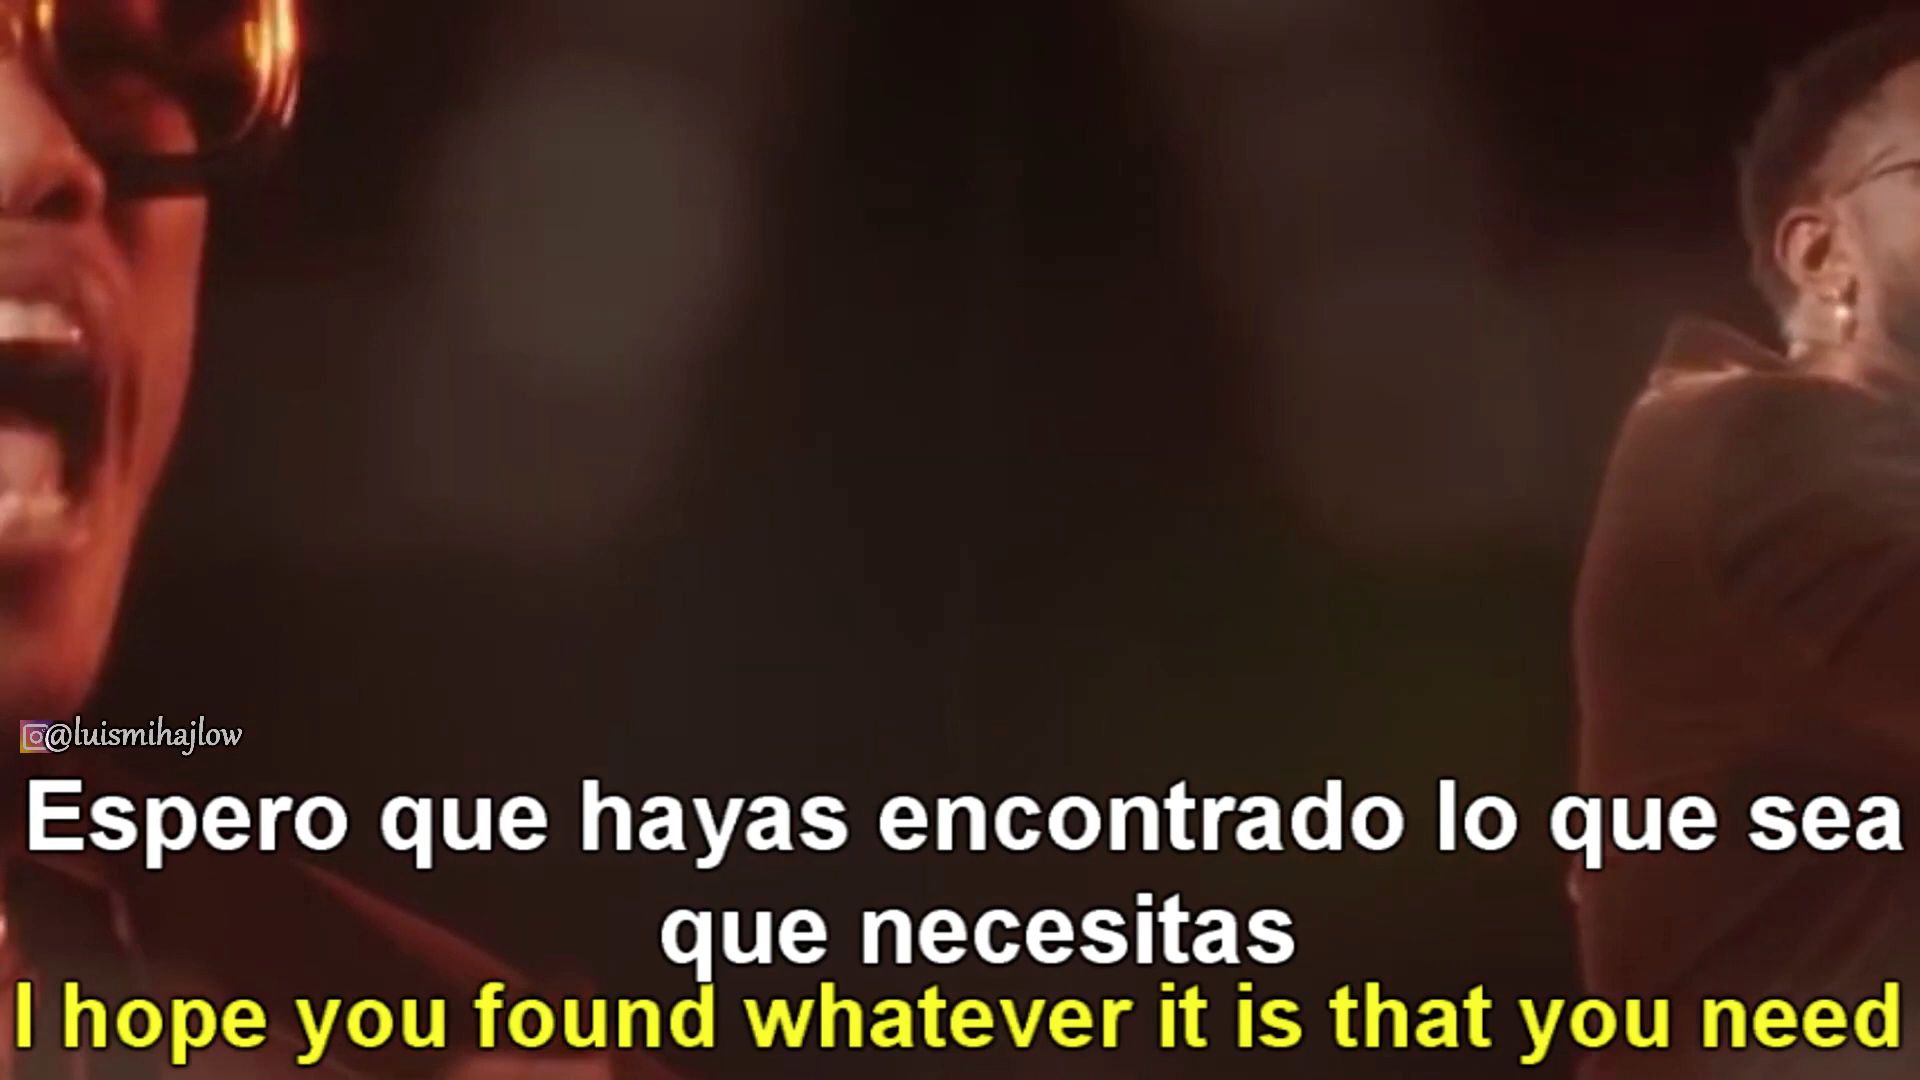 @luismihajlow
Espero que hayas encontrado lo que sea
que necesitas
I hope you found whatever it is that you need